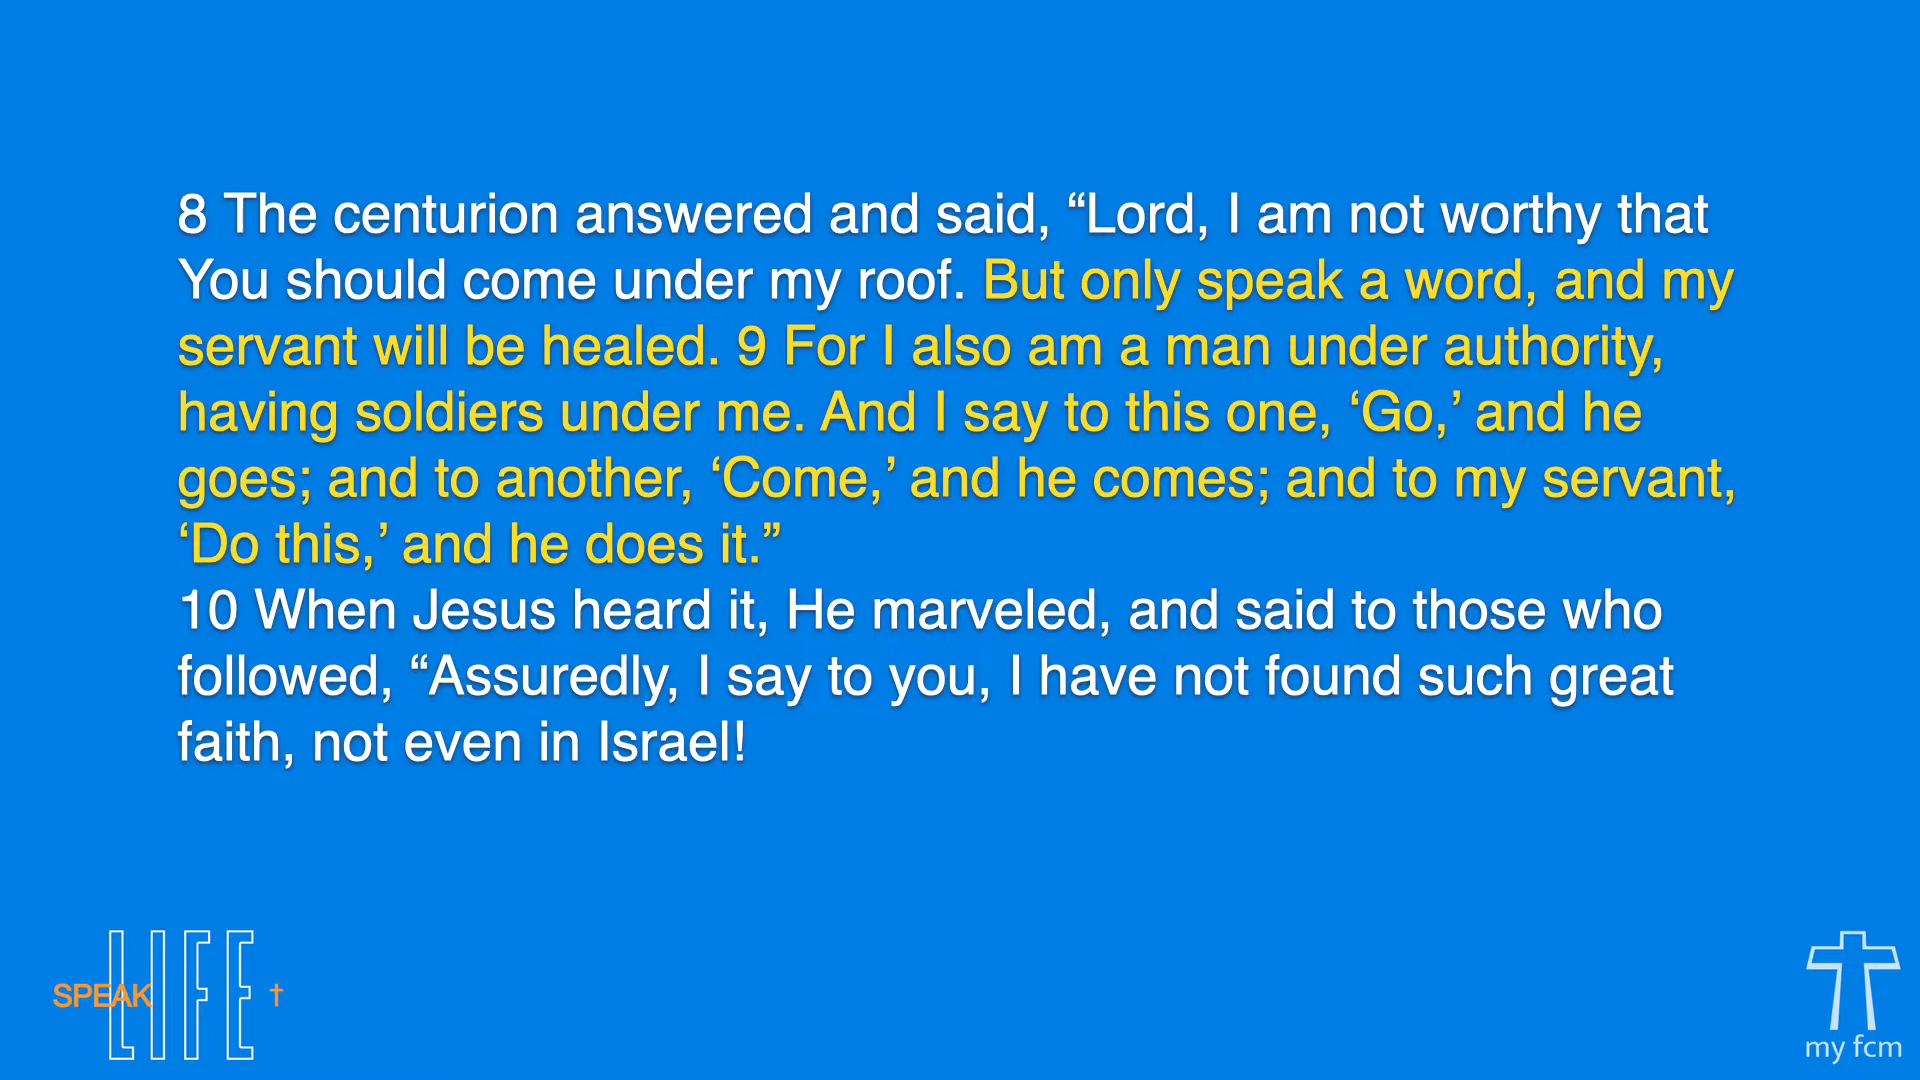 8 The centurion answered and said, “Lord, I am not worthy that
You should come under my roof. But only speak a word, and my
servant will be healed. 9 For I also am a man under authority,
having soldiers under me. And I say to this one, ‘Go,’ and he
goes; and to another, ‘Come,’ and he comes; and to my servant,
‘Do this,’ and he does it.”
10 When Jesus heard it, He marveled, and said to those who
followed, “Assuredly, I say to you, I have not found such great
faith, not even in Israel!
SPEAK LIFE
my fcm